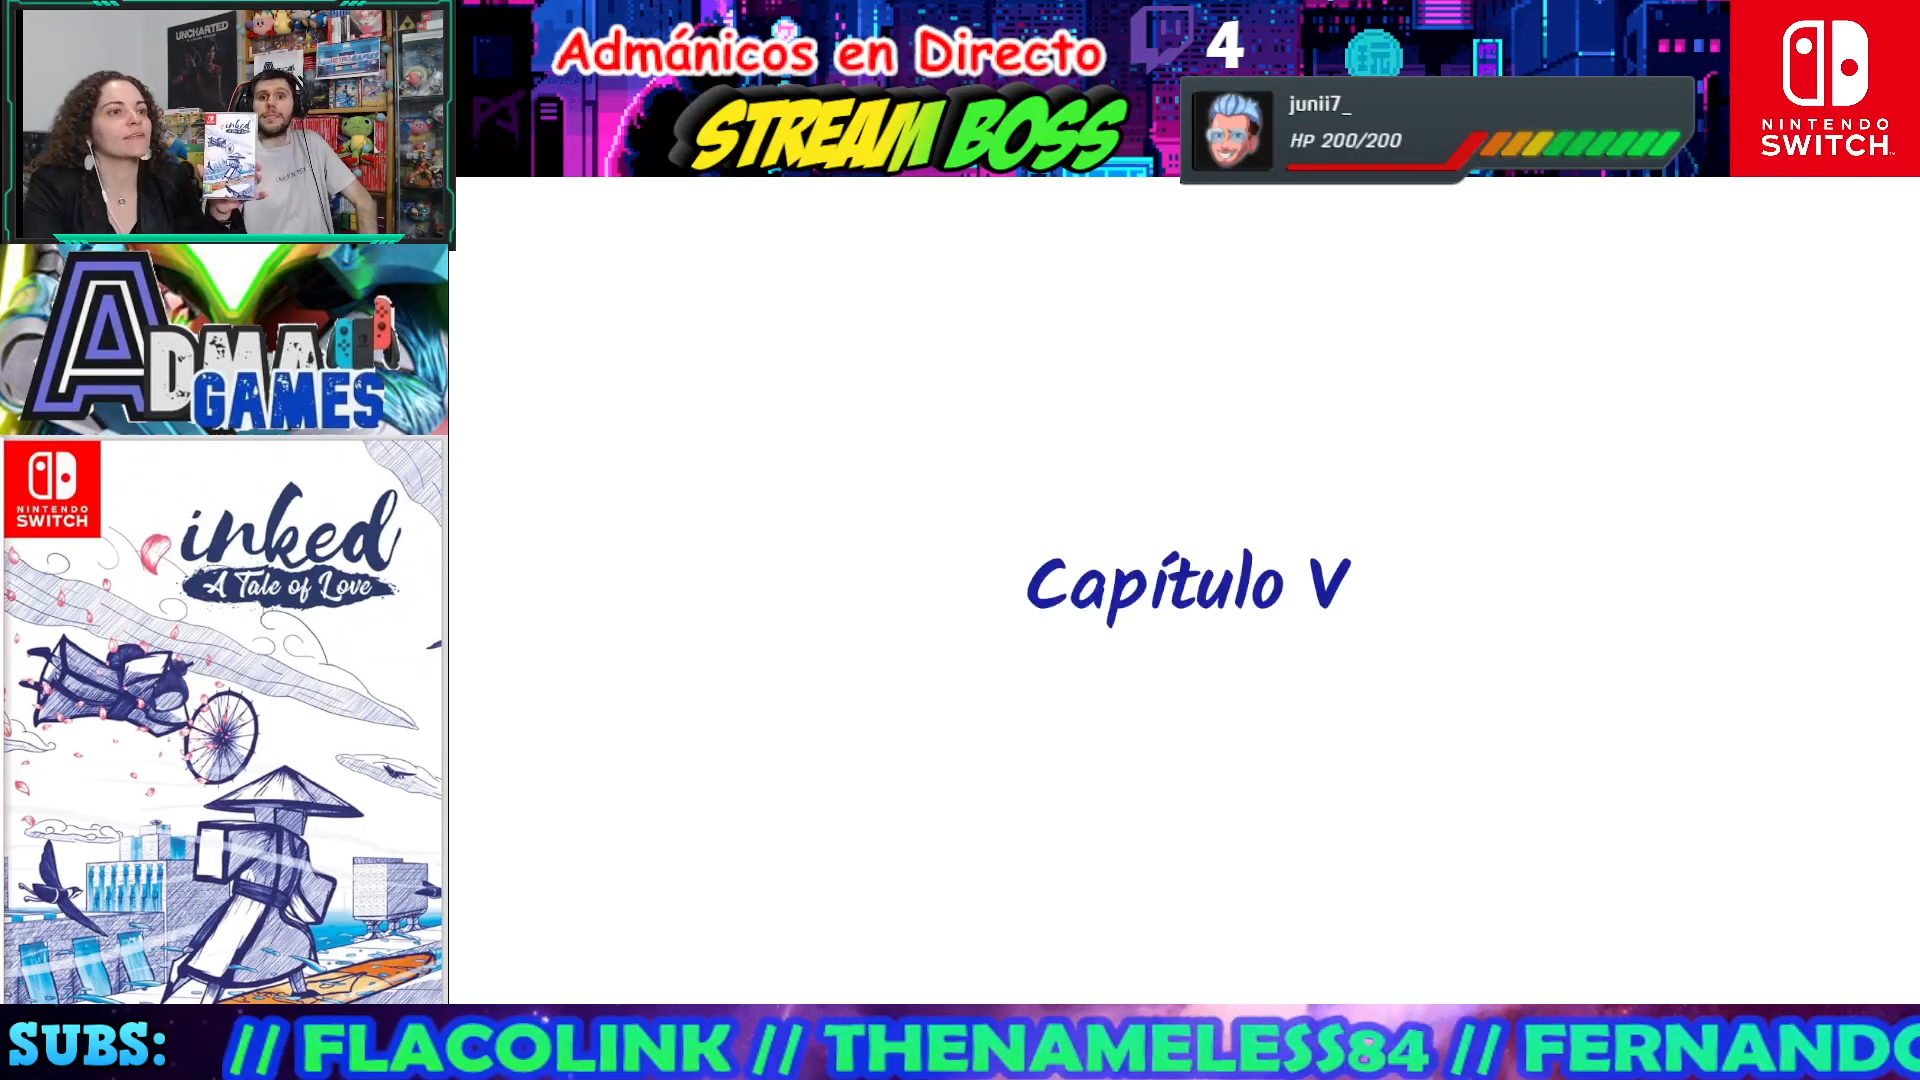 UNCHARTED
inked
Admánicos en Directo
4
STREAM BOSS
junii7_
HP 200/200
NINTENDO
SWITCH
ADMA
GAMES
NINTENDO
SWITCH
inked
A Tale of Love
Capítulo V
SUBS: // FLACOLINK // THENAMELESS84 // FERNANDO